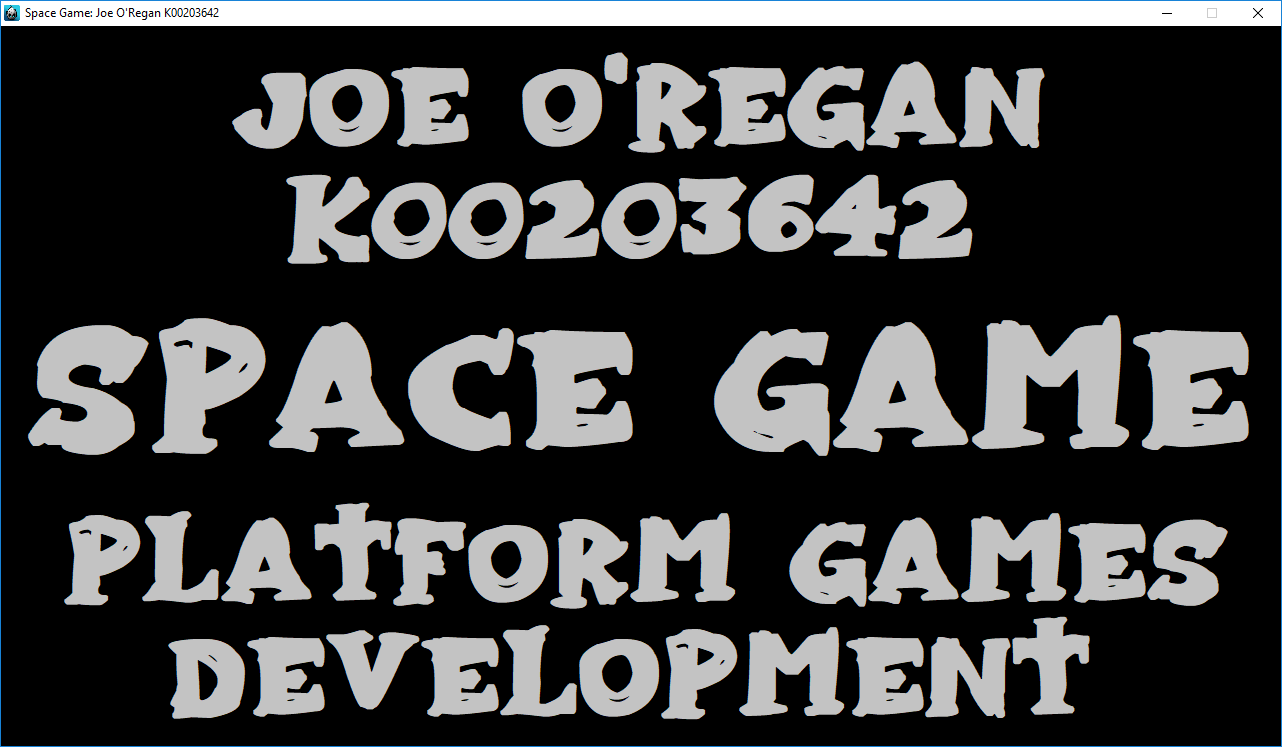 Space Game: Joe O'Regan K00203642
JOE O'REGAN
K00203642
SPACE GAME
PLATFORM GAMES
DEVELOPMENT